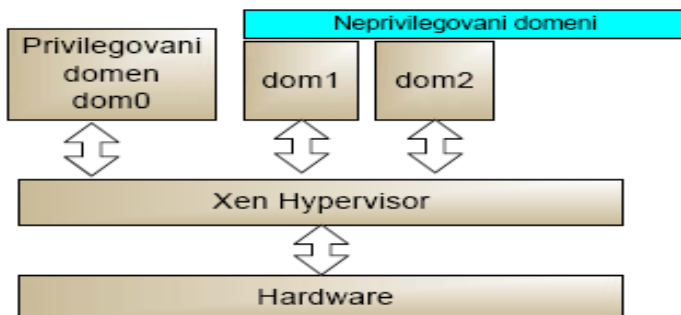 Neprivilegovani domeni
Privilegovani
domen
dom0
dom1
dom2
Xen Hypervisor
Hardware